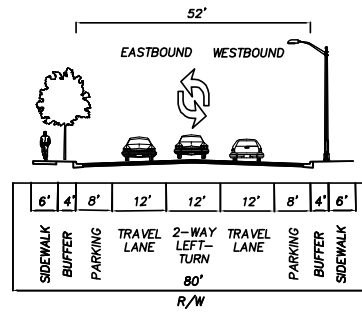 52'
EASTBOUND WESTBOUND
6' 4' 8' 12' 12' 12' 8' 4' 6'
SIDEWALK
BUFFER
PARKING
TRAVEL
LANE
2-WAY
LEFT-
TURN
TRAVEL
LANE
PARKING
BUFFER
SIDEWALK
80'
R/W